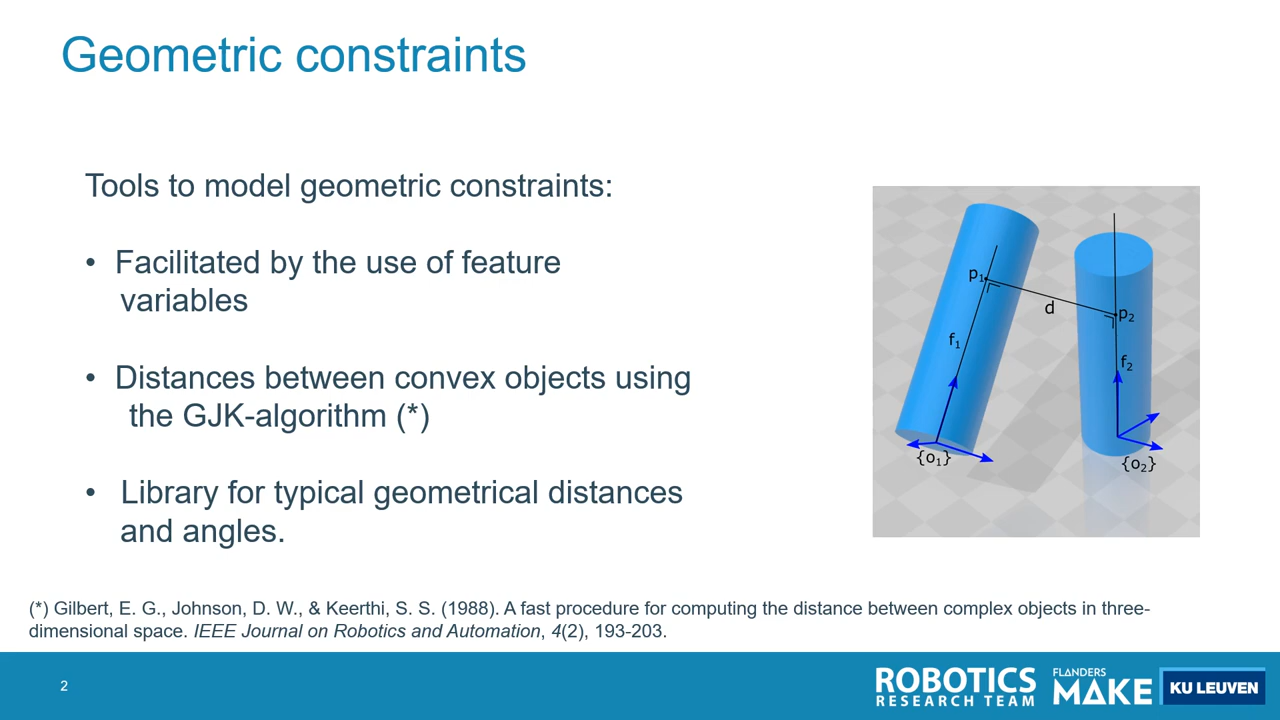 Geometric constraints
Tools to model geometric constraints:
• Facilitated by the use of feature
variables
• Distances between convex objects using
the GJK-algorithm (*)
• Library for typical geometrical distances
and angles.
p₁
d
p₂
f₁
f₂
{o₁}
{o₂}
(*) Gilbert, E. G., Johnson, D. W., & Keerthi, S. S. (1988). A fast procedure for computing the distance between complex objects in three-
dimensional space. IEEE Journal on Robotics and Automation, 4(2), 193-203.
2
ROBOTICS
RESEARCH TEAM
FLANDERS
MAKE
KU LEUVEN